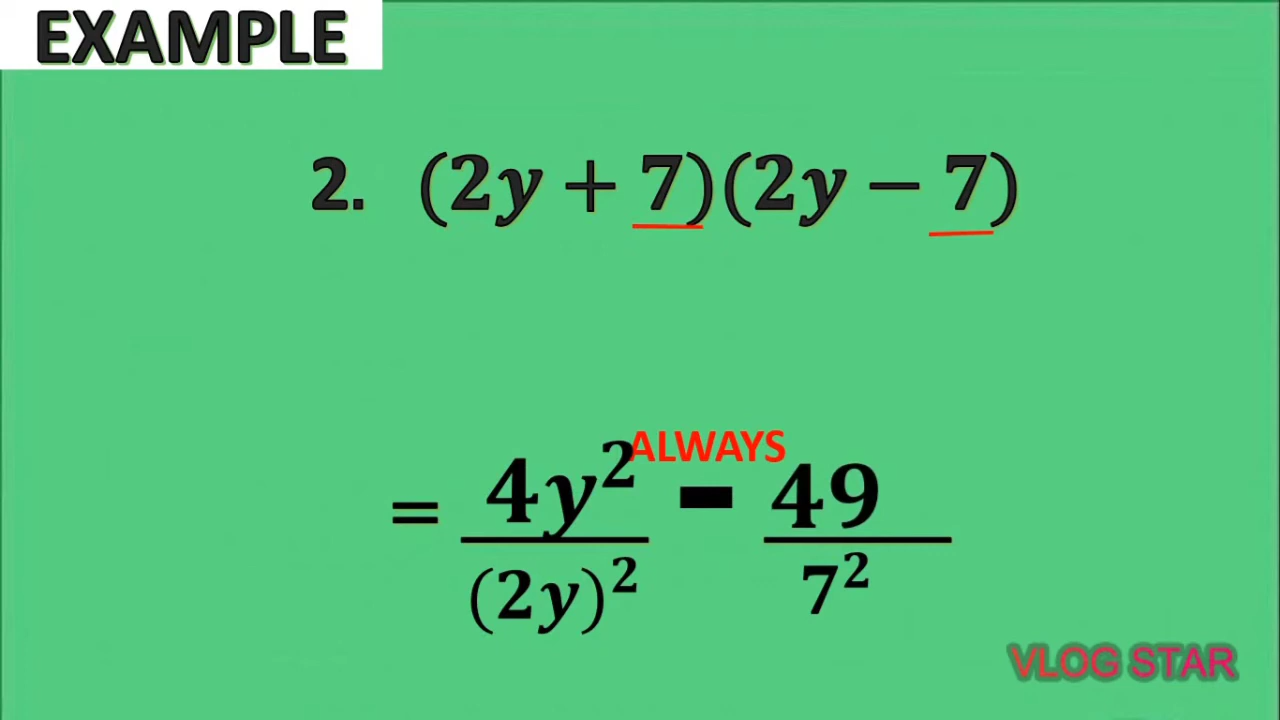 EXAMPLE
2. (2y + 7)(2y − 7)
ALWAYS
= 4y² - 49
(2y)² 7²
VLOG STAR